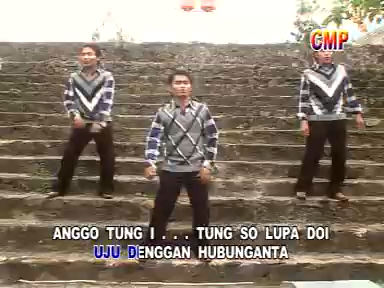 CMP
ANGGO TUNG I . . . TUNG SO LUPA DOI
UJU DENGGAN HUBUNGANTA